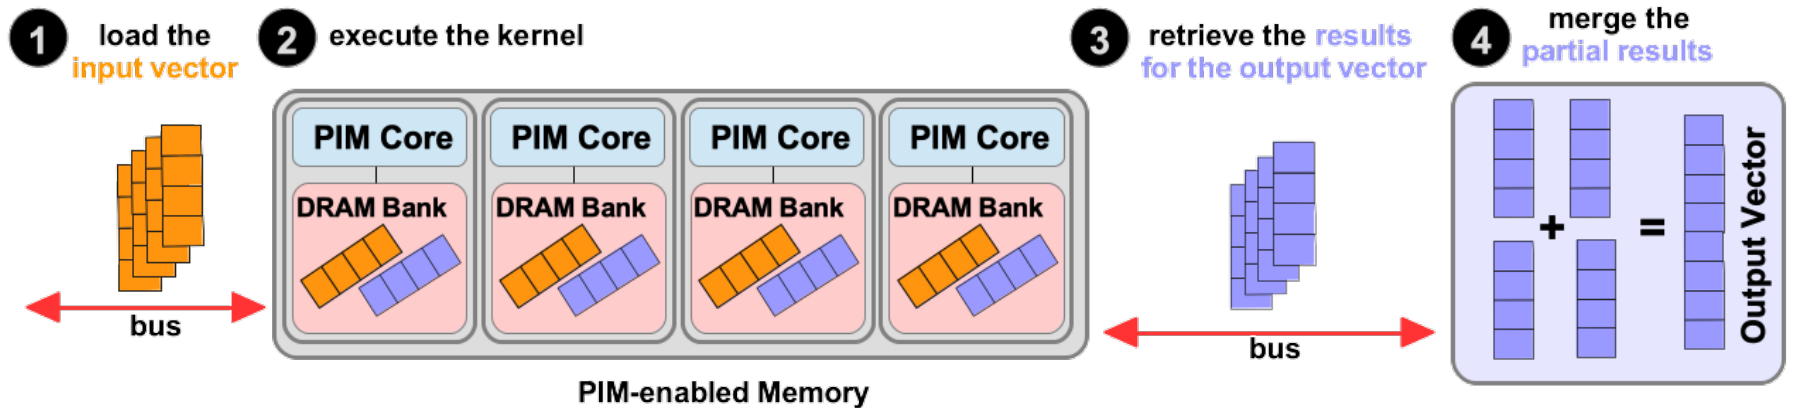 1
load the
input vector
2
execute the kernel
PIM Core
PIM Core
PIM Core
PIM Core
DRAM Bank
DRAM Bank
DRAM Bank
DRAM Bank
bus
PIM-enabled Memory
3
retrieve the results
for the output vector
bus
4
merge the
partial results
+
=
Output Vector